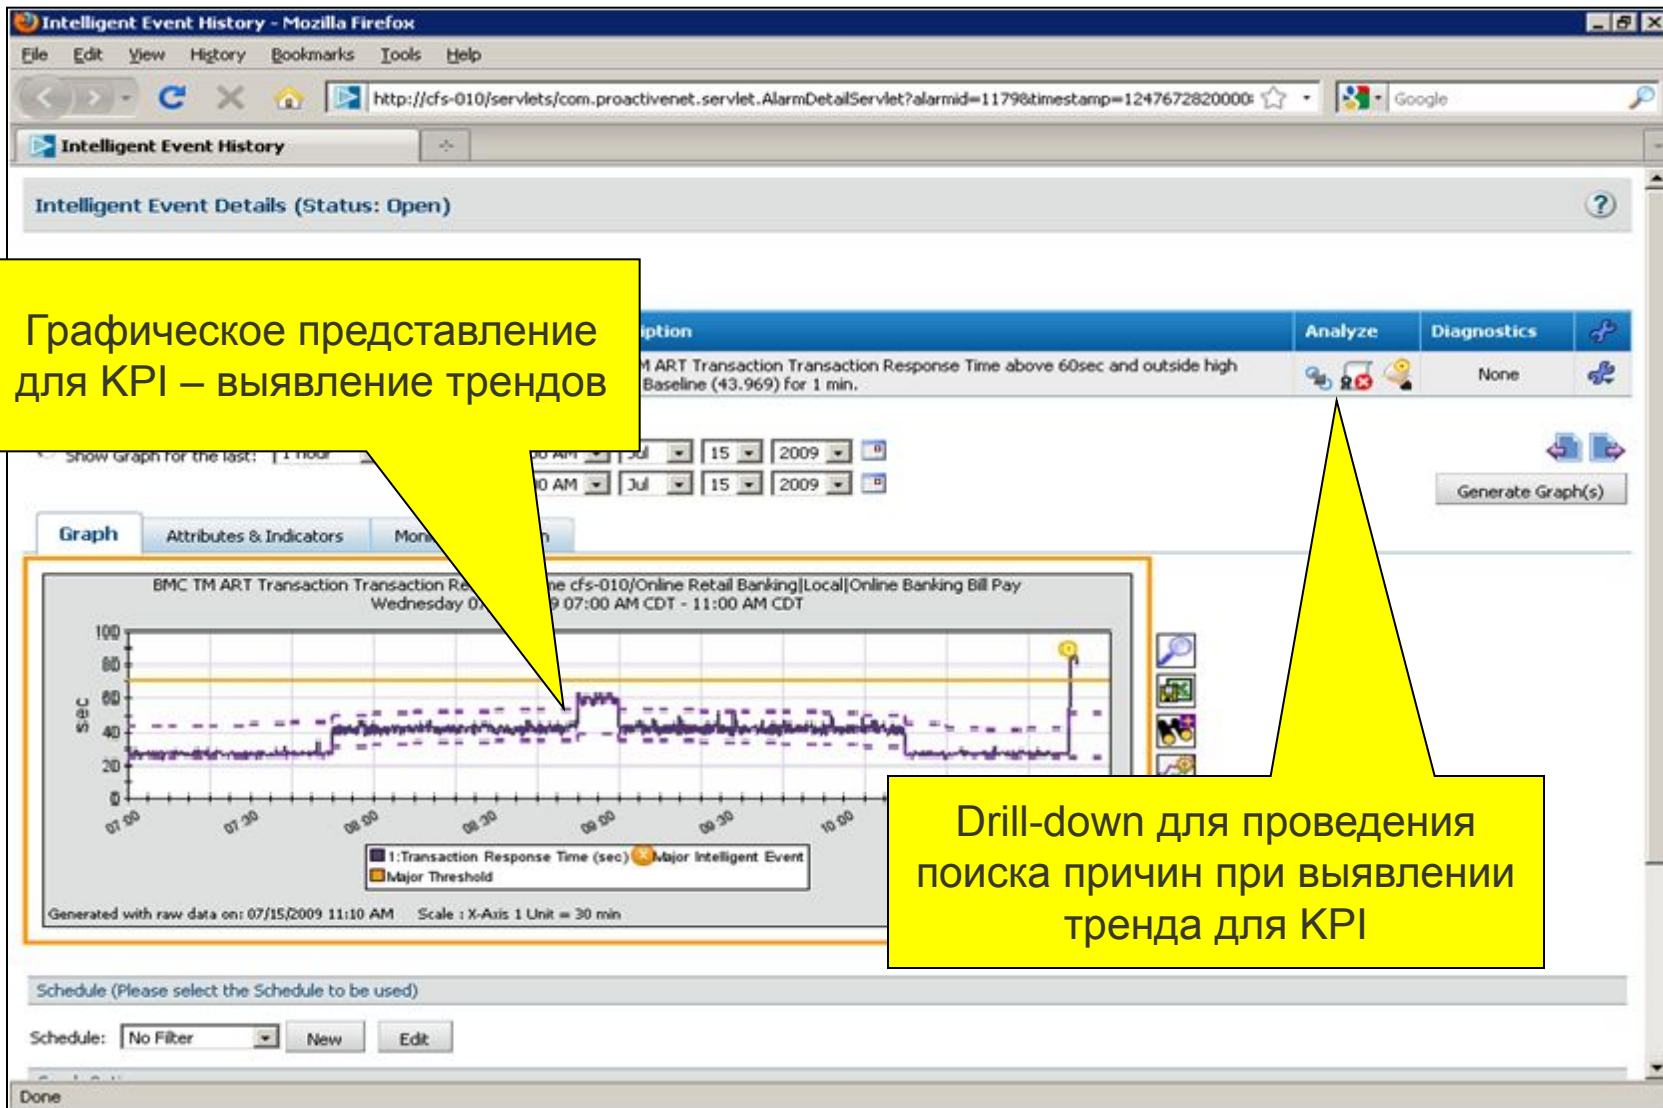 Intelligent Event History - Mozilla Firefox
File Edit View History Bookmarks Tools Help
http://cfs-010/servlets/com.proactivenet.servlet.AlarmDetailServlet?alarmid=1179&timestamp=1247672820000
Google
Intelligent Event History
Intelligent Event Details (Status: Open)
Графическое представление
для KPI – выявление трендов
Analyze Diagnostics
ART Transaction Transaction Response Time above 60sec and outside high
Baseline (43.969) for 1 min.
None
Show Graph for the last: 1 hour
AM Jul 15 2009
AM Jul 15 2009
Generate Graph(s)
Graph Attributes & Indicators
BMC TM ART Transaction Transaction cfs-010/Online Retail Banking|Local|Online Banking Bill Pay
Wednesday 07:00 AM CDT - 11:00 AM CDT
100
80
60
40
20
0
sec
07:00 07:30 08:00 08:30 09:00 09:30 10:00
1:Transaction Response Time (sec) Major Intelligent Event
Major Threshold
Generated with raw data on: 07/15/2009 11:10 AM Scale : X-Axis 1 Unit = 30 min
Drill-down для проведения
поиска причин при выявлении
тренда для KPI
Schedule (Please select the Schedule to be used)
Schedule: No Filter New Edit
Done